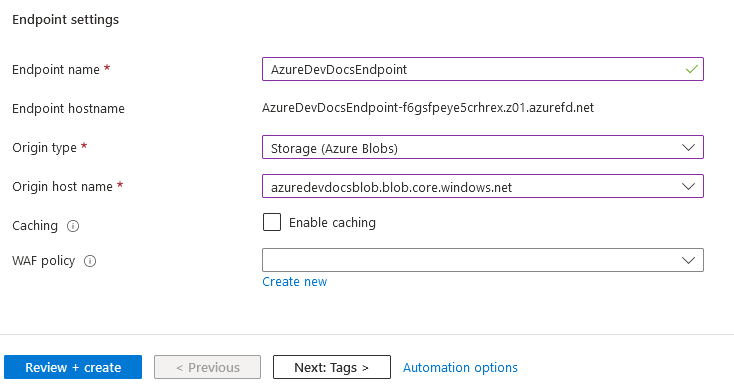 Endpoint settings
Endpoint name * AzureDevDocsEndpoint
Endpoint hostname AzureDevDocsEndpoint-f6gsfpeye5crhrex.z01.azurefd.net
Origin type * Storage (Azure Blobs)
Origin host name * azuredevdocsblob.blob.core.windows.net
Caching Enable caching
WAF policy
Create new
Review + create < Previous Next: Tags > Automation options